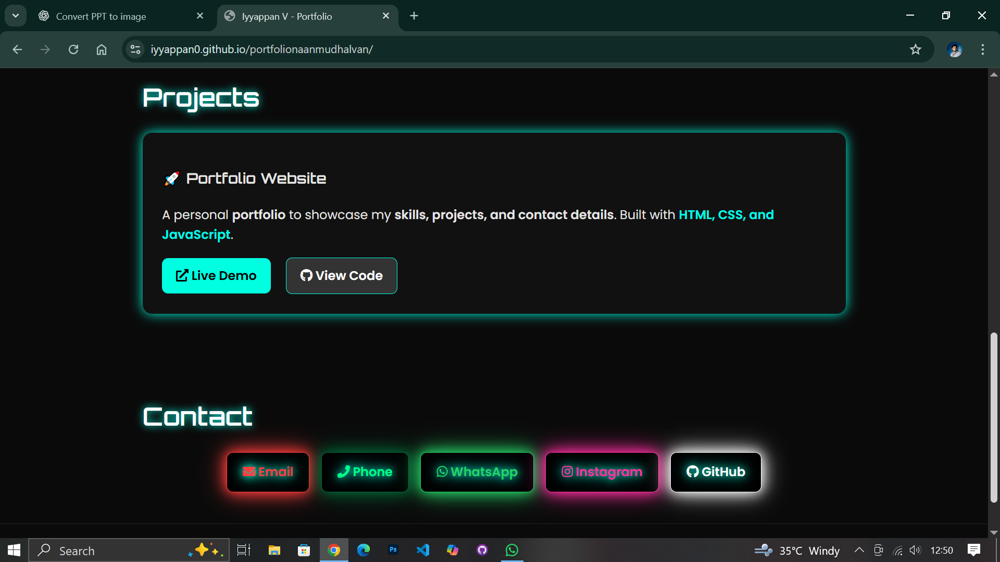 Convert PPT to image
Iyyappan V - Portfolio
iyyappan0.github.io/portfolionaanmudhalvan/
Projects
🚀 Portfolio Website
A personal portfolio to showcase my skills, projects, and contact details. Built with HTML, CSS, and
JavaScript.
Live Demo
View Code
Contact
Email
Phone
WhatsApp
Instagram
GitHub
Search
Ps
35°C Windy
12:50